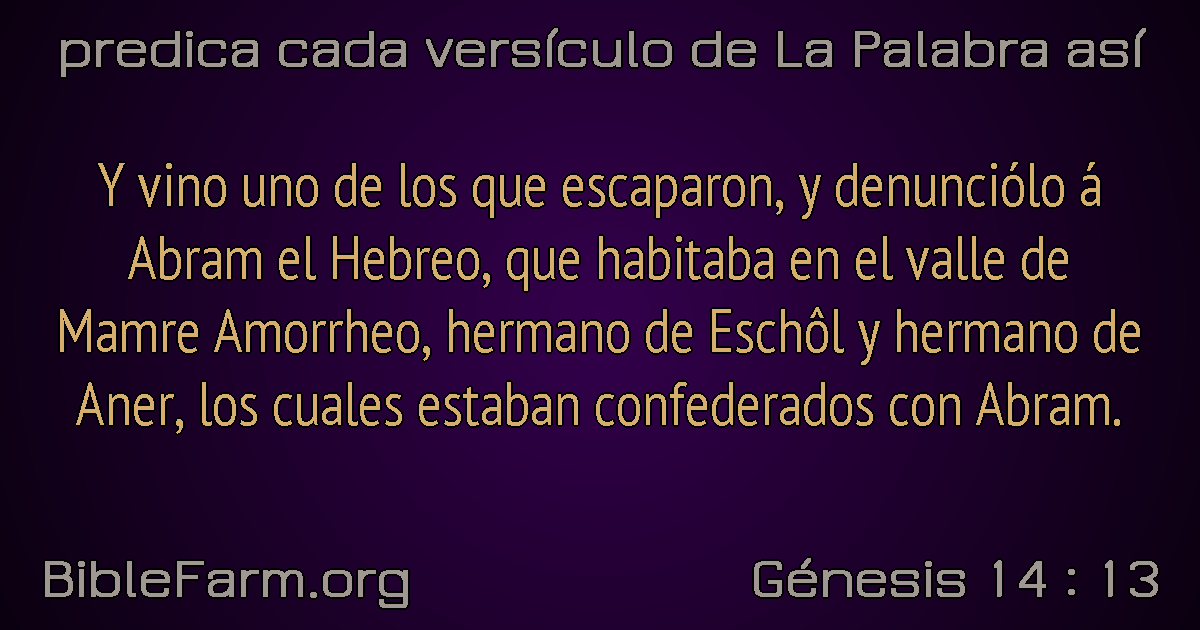 predica cada versículo de La Palabra así
Y vino uno de los que escaparon, y denunciólo á
Abram el Hebreo, que habitaba en el valle de
Mamre Amorrheo, hermano de Eschôl y hermano de
Aner, los cuales estaban confederados con Abram.
BibleFarm.org
Génesis 14 : 13